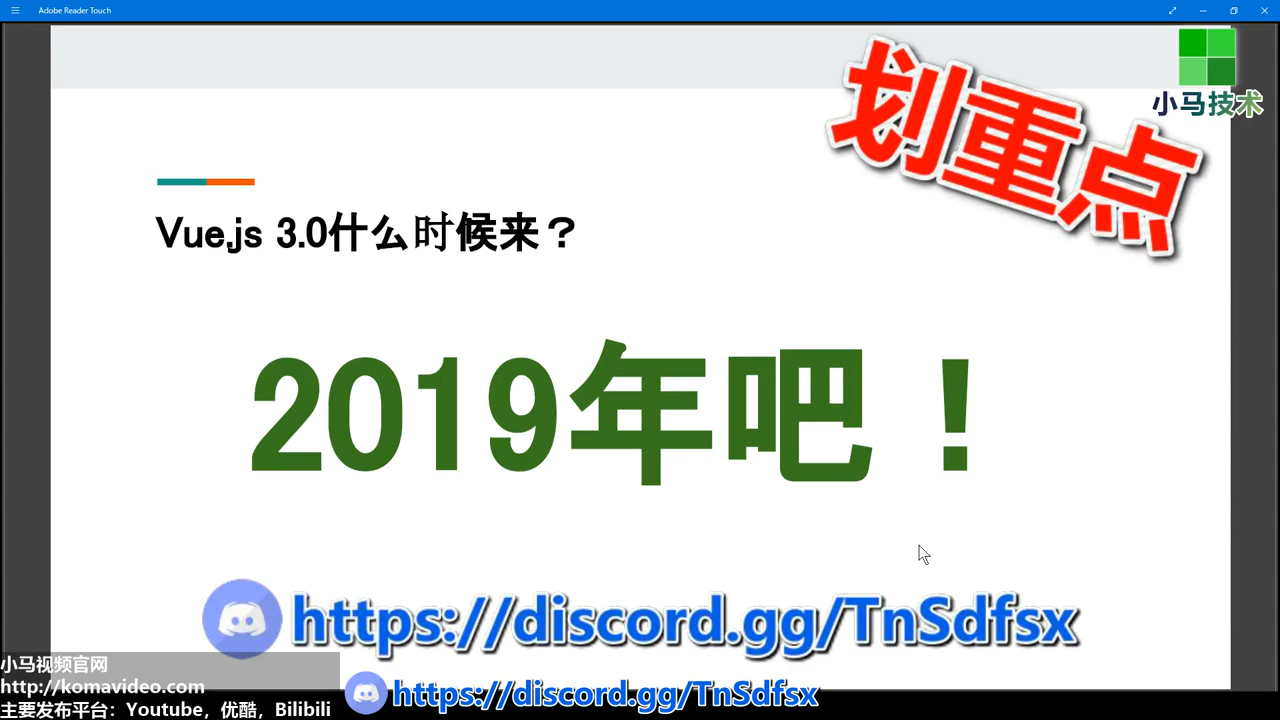 Adobe Reader Touch
划重点
小马技术
Vue.js 3.0什么时候来？
2019年吧！
https://discord.gg/TnSdfsx
小马视频官网
http://komavideo.com
主要发布平台：Youtube，优酷，Bilibili
https://discord.gg/TnSdfsx